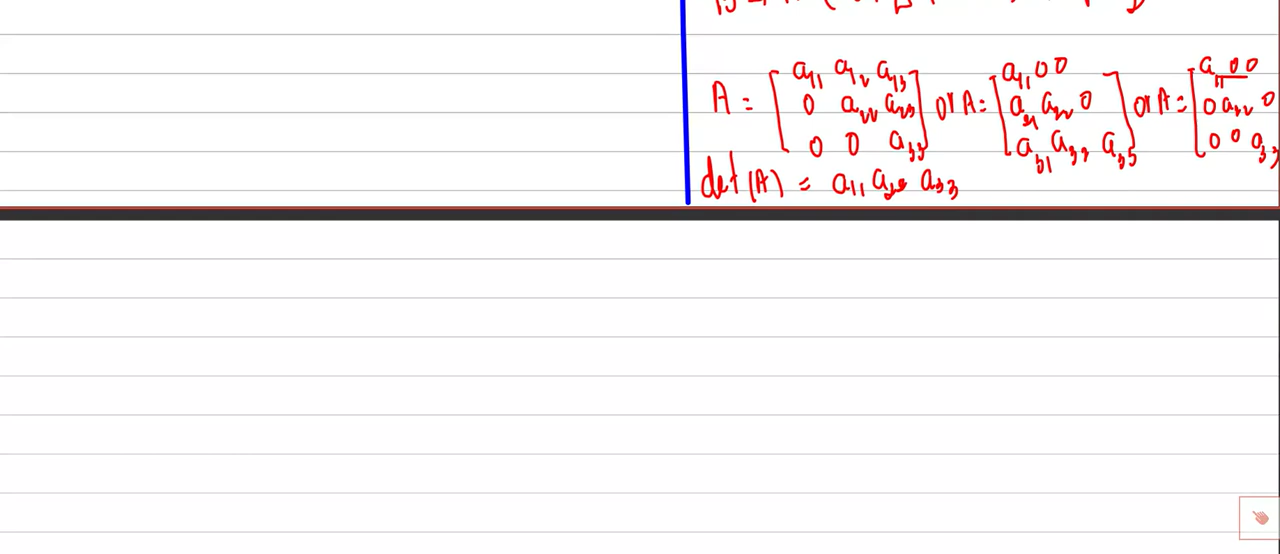 A = [ a11 a12 a13 or A = [ a11 0 0 ] or A = [ a11 0 0
0 a22 a23 a21 a22 0 0 a22 0
0 0 a33 ] a31 a32 a33 0 0 a33
det(A) = a11 a22 a33